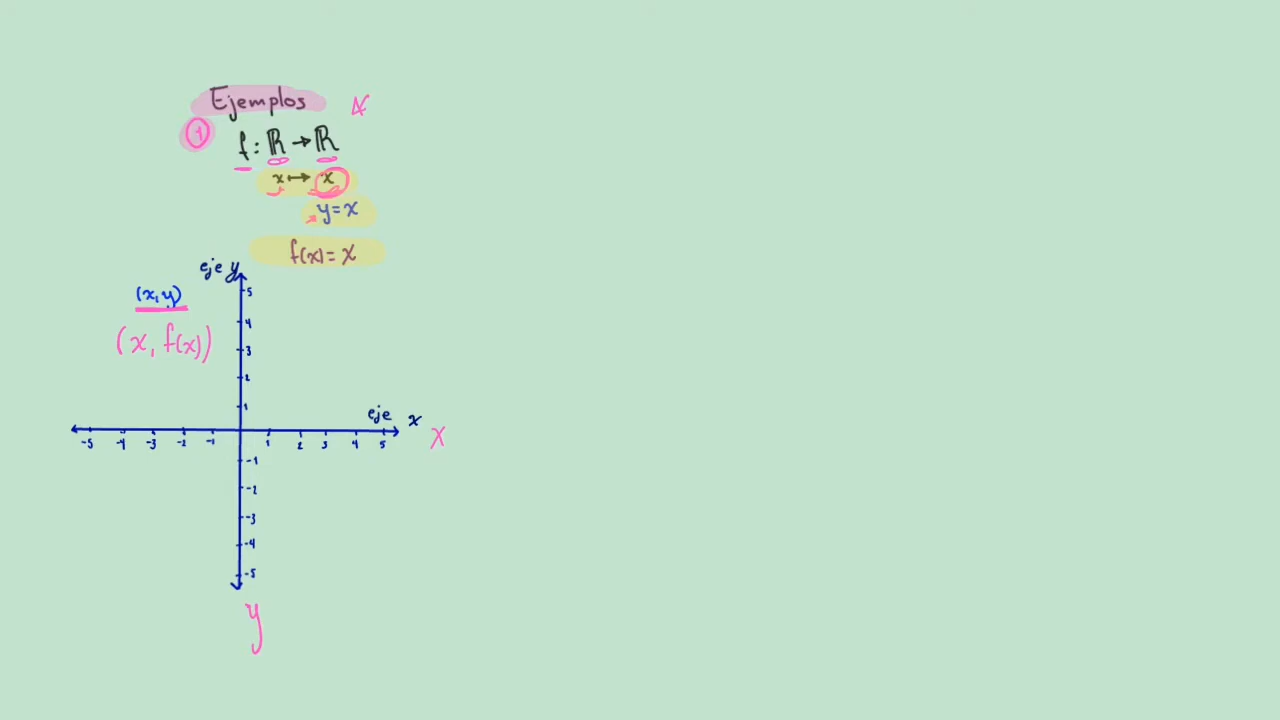 Ejemplos
1
f: ℝ → ℝ
x ↦ x
y = x
f(x) = x
eje y
(x, y)
(x, f(x))
5
4
3
2
1
eje x
x
-5 -4 -3 -2 -1 1 2 3 4 5
-1
-2
-3
-4
-5
y